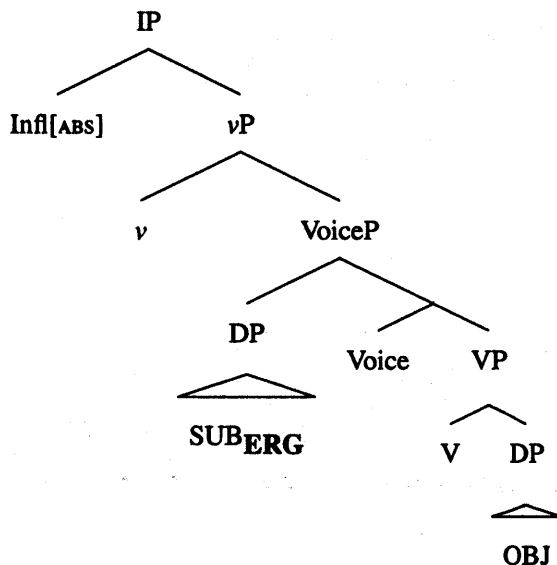 IP
Infl[ABS] vP
v VoiceP
DP Voice VP
SUBERG V DP
OBJ